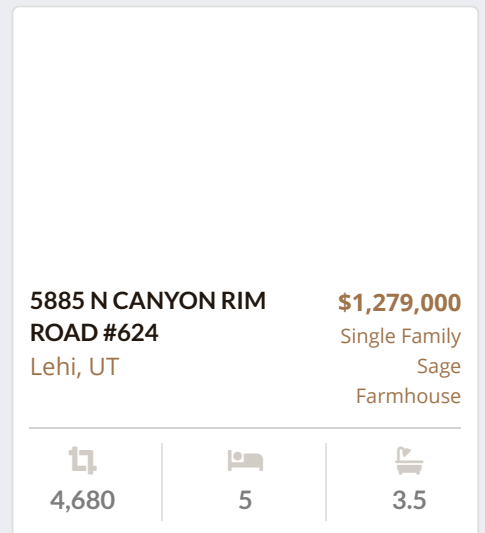 5885 N CANYON RIM
ROAD #624
Lehi, UT
$1,279,000
Single Family
Sage
Farmhouse
4,680
5
3.5